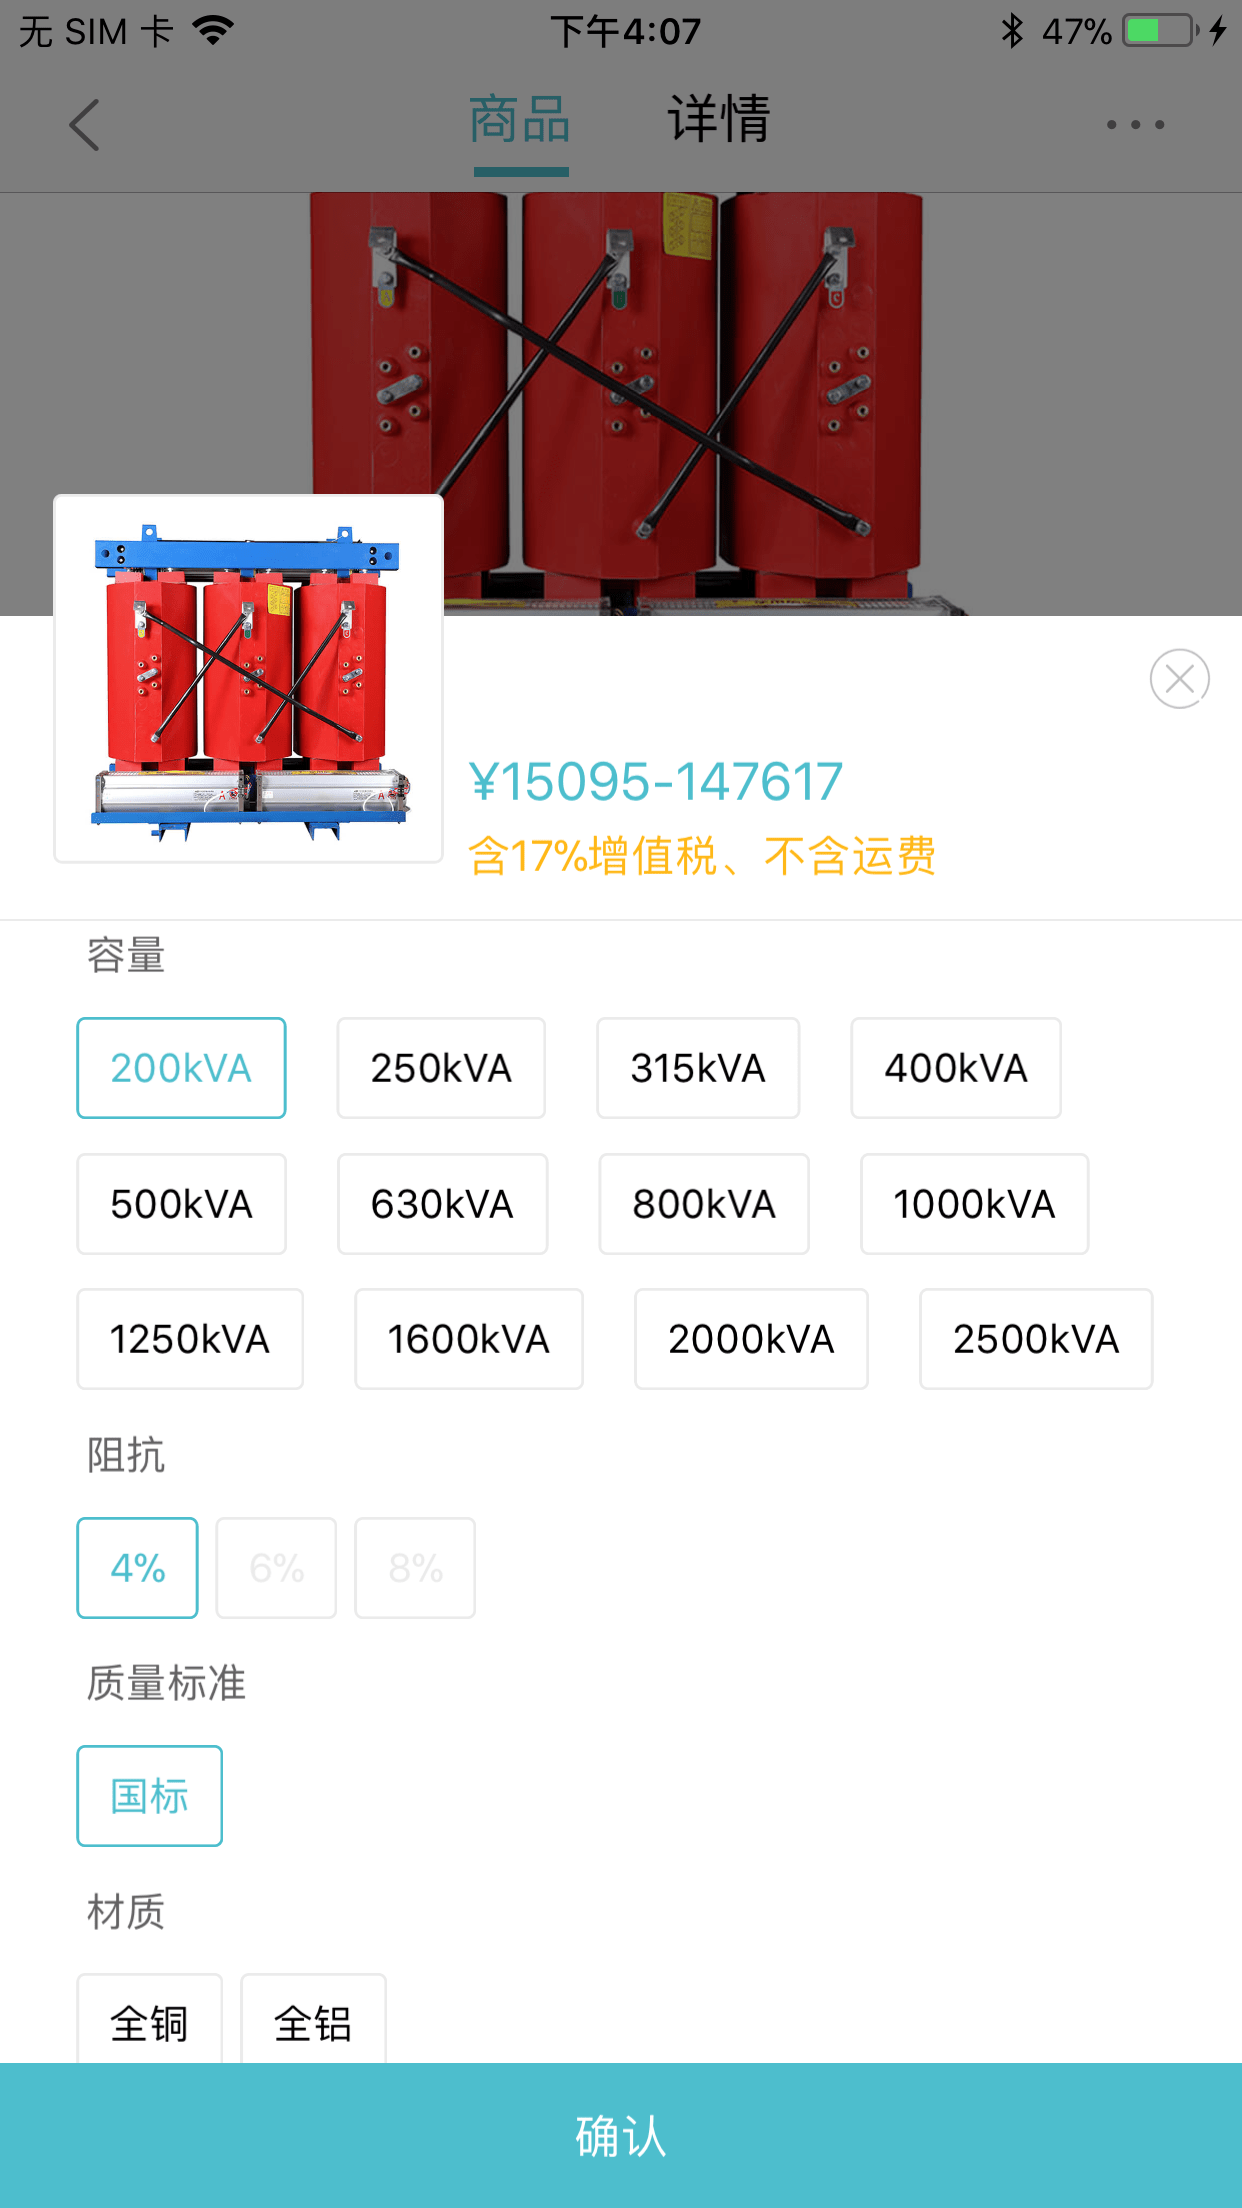 无 SIM 卡 下午4:07 47%
商品 详情
¥15095-147617
含17%增值税、不含运费
容量
200kVA 250kVA 315kVA 400kVA
500kVA 630kVA 800kVA 1000kVA
1250kVA 1600kVA 2000kVA 2500kVA
阻抗
4% 6% 8%
质量标准
国标
材质
全铜 全铝
确认